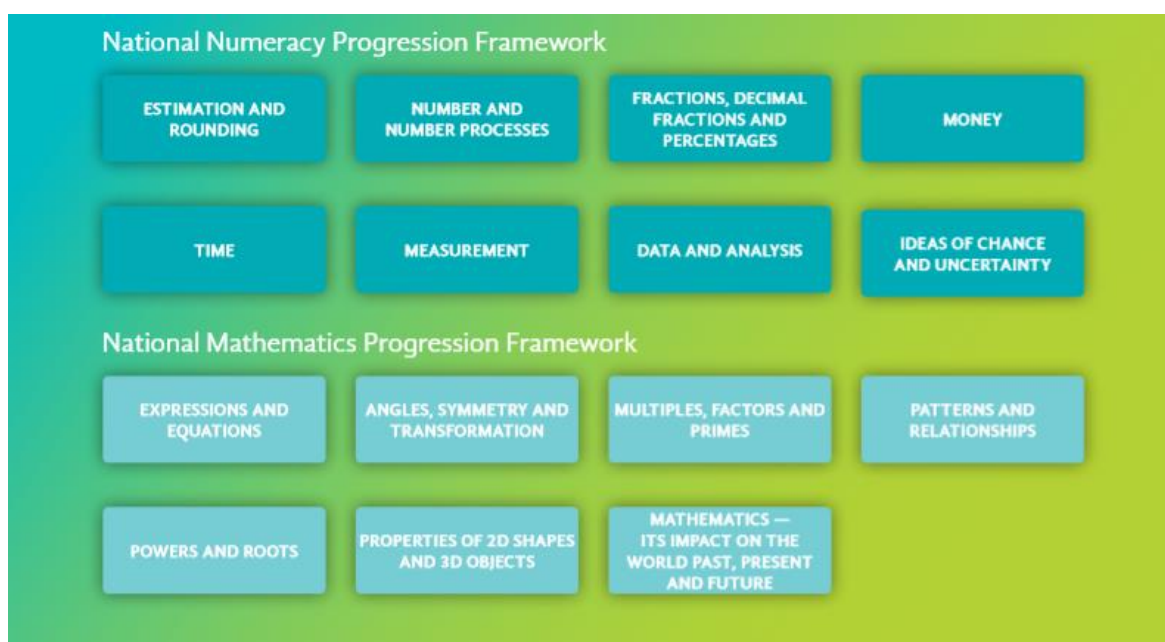 National Numeracy Progression Framework
ESTIMATION AND
ROUNDING
NUMBER AND
NUMBER PROCESSES
FRACTIONS, DECIMAL
FRACTIONS AND
PERCENTAGES
MONEY
TIME
MEASUREMENT
DATA AND ANALYSIS
IDEAS OF CHANCE
AND UNCERTAINTY
National Mathematics Progression Framework
EXPRESSIONS AND
EQUATIONS
ANGLES, SYMMETRY AND
TRANSFORMATION
MULTIPLES, FACTORS AND
PRIMES
PATTERNS AND
RELATIONSHIPS
POWERS AND ROOTS
PROPERTIES OF 2D SHAPES
AND 3D OBJECTS
MATHEMATICS —
ITS IMPACT ON THE
WORLD PAST, PRESENT
AND FUTURE